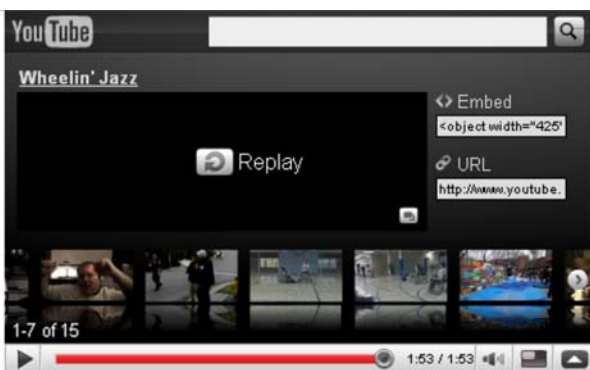 YouTube
Wheelin' Jazz
Embed
<object width="425"
Replay
URL
http://www.youtube.
1-7 of 15
1:53 / 1:53